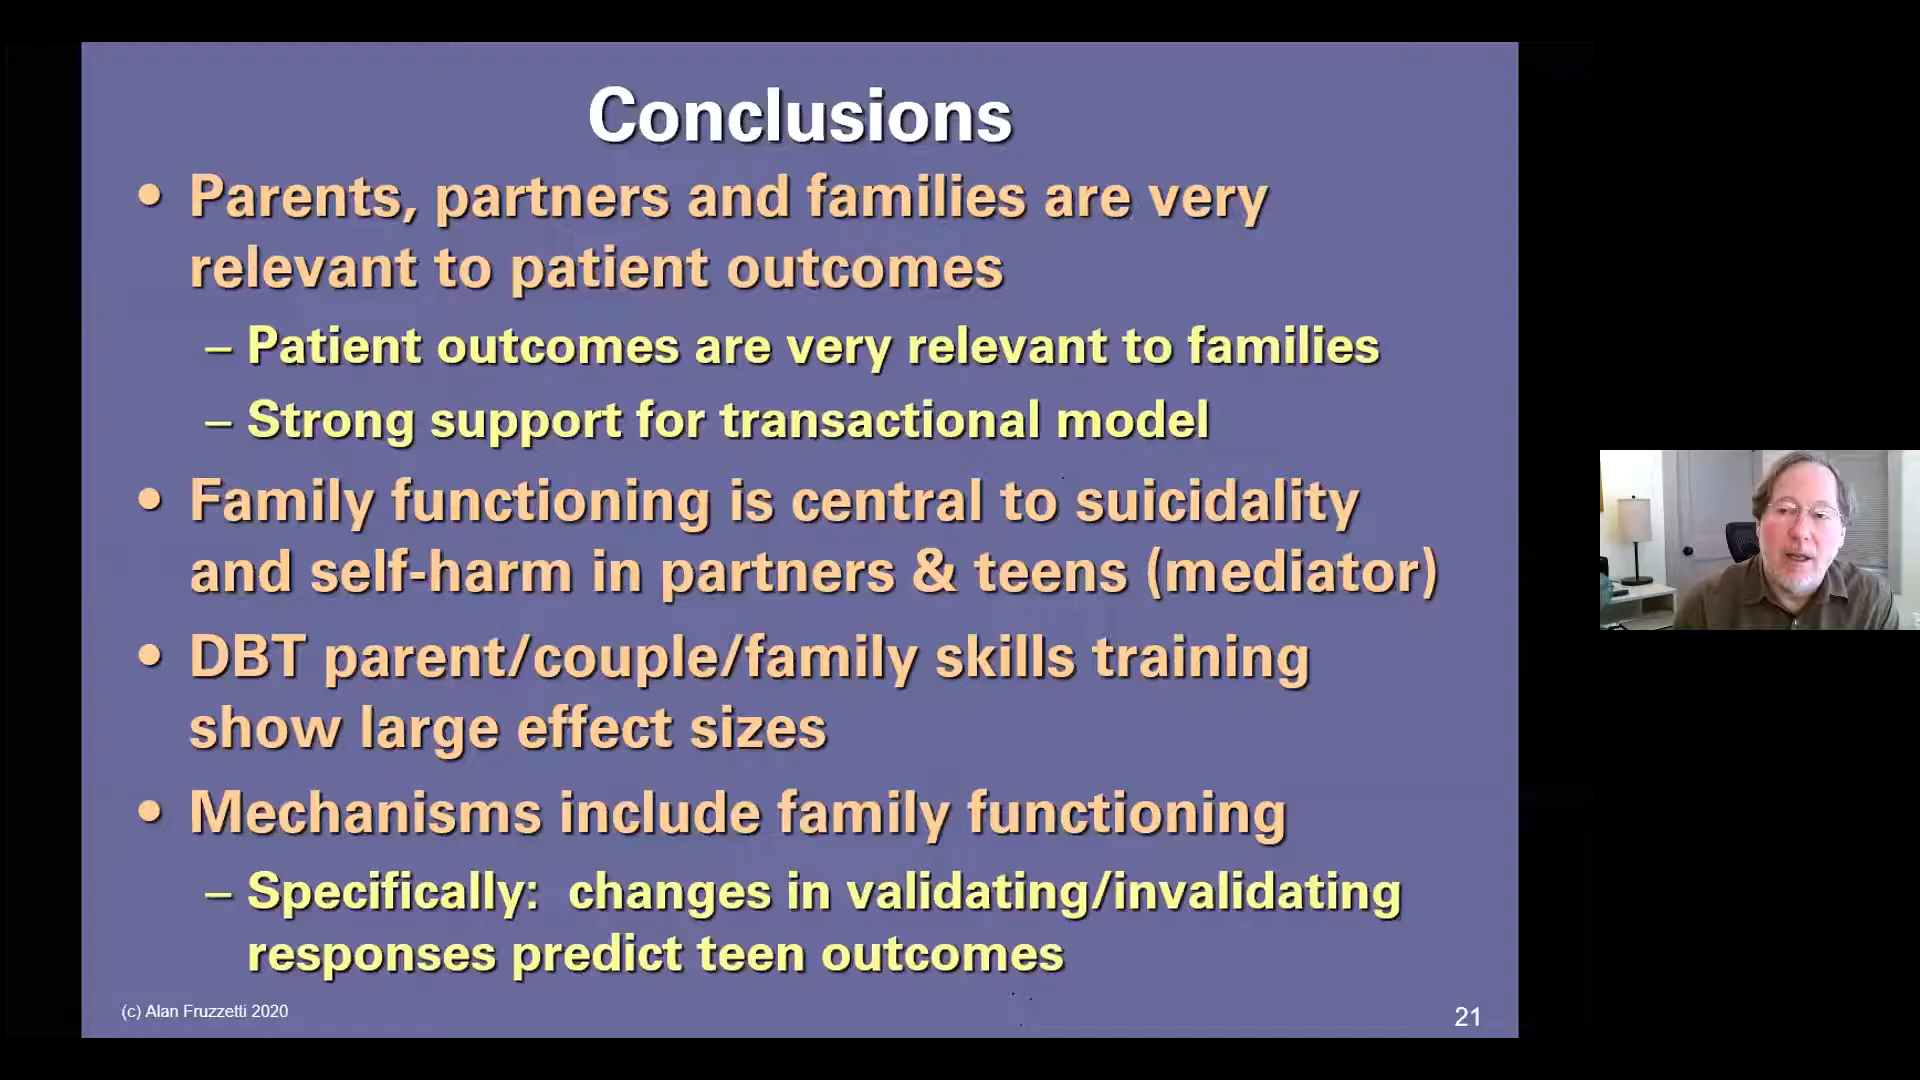 Conclusions
• Parents, partners and families are very
relevant to patient outcomes
– Patient outcomes are very relevant to families
– Strong support for transactional model
• Family functioning is central to suicidality
and self-harm in partners & teens (mediator)
• DBT parent/couple/family skills training
show large effect sizes
• Mechanisms include family functioning
– Specifically:  changes in validating/invalidating
responses predict teen outcomes
(c) Alan Fruzzetti 2020
21